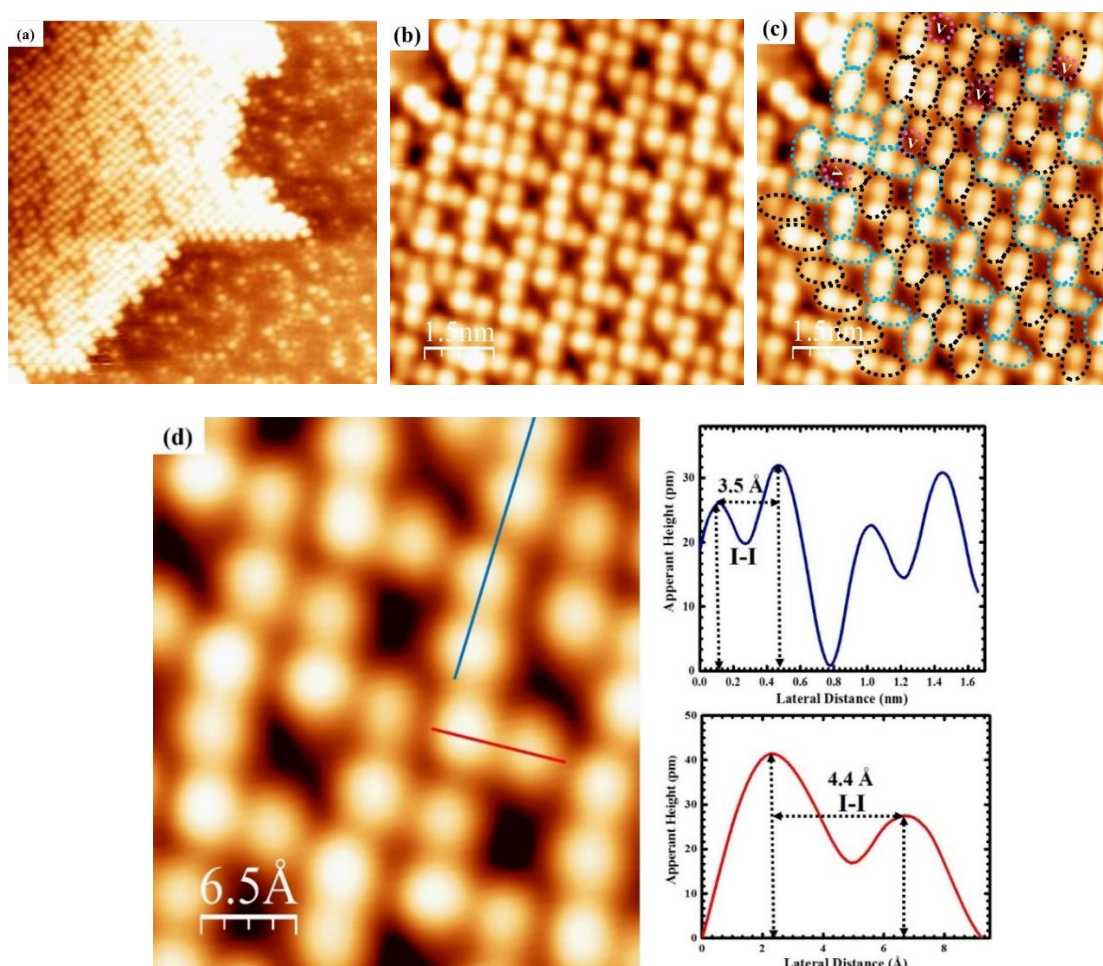 (a)
(b)
1.5nm
(c)
V
V
V
V
V
1.5nm
(d)
6.5Å
Apperant Height (pm)
30
20
10
0
3.5 Å
I-I
0.0 0.2 0.4 0.6 0.8 1.0 1.2 1.4 1.6
Lateral Distance (nm)
Apperant Height (pm)
50
40
30
20
10
0
4.4 Å
I-I
0 2 4 6 8
Lateral Distance (Å)